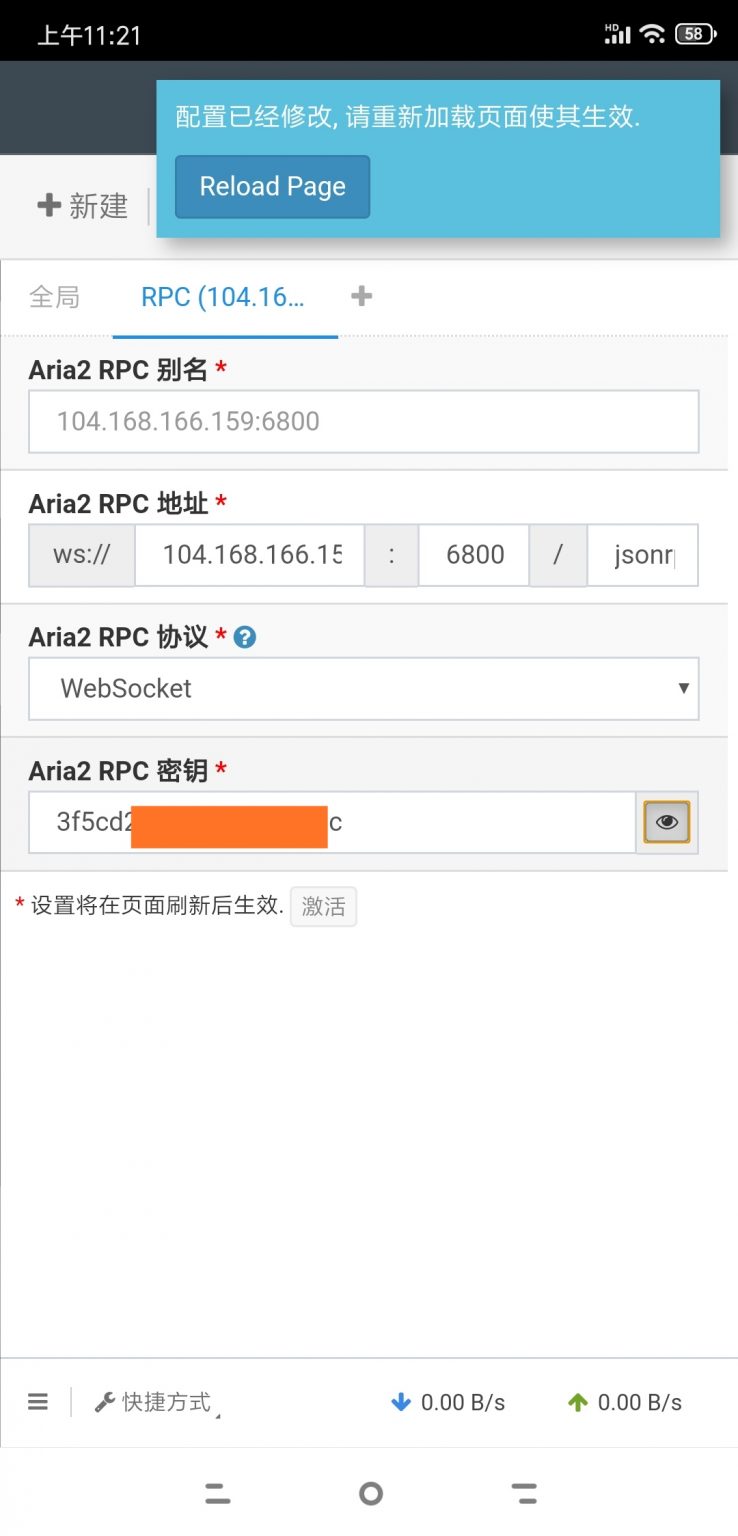 上午11:21
HD
58
配置已经修改, 请重新加载页面使其生效.
Reload Page
新建
全局
RPC (104.16...
Aria2 RPC 别名 *
104.168.166.159:6800
Aria2 RPC 地址 *
ws:// 104.168.166.15 : 6800 / jsonr
Aria2 RPC 协议 *
WebSocket
Aria2 RPC 密钥 *
3f5cd2 c
* 设置将在页面刷新后生效. 激活
快捷方式 0.00 B/s 0.00 B/s